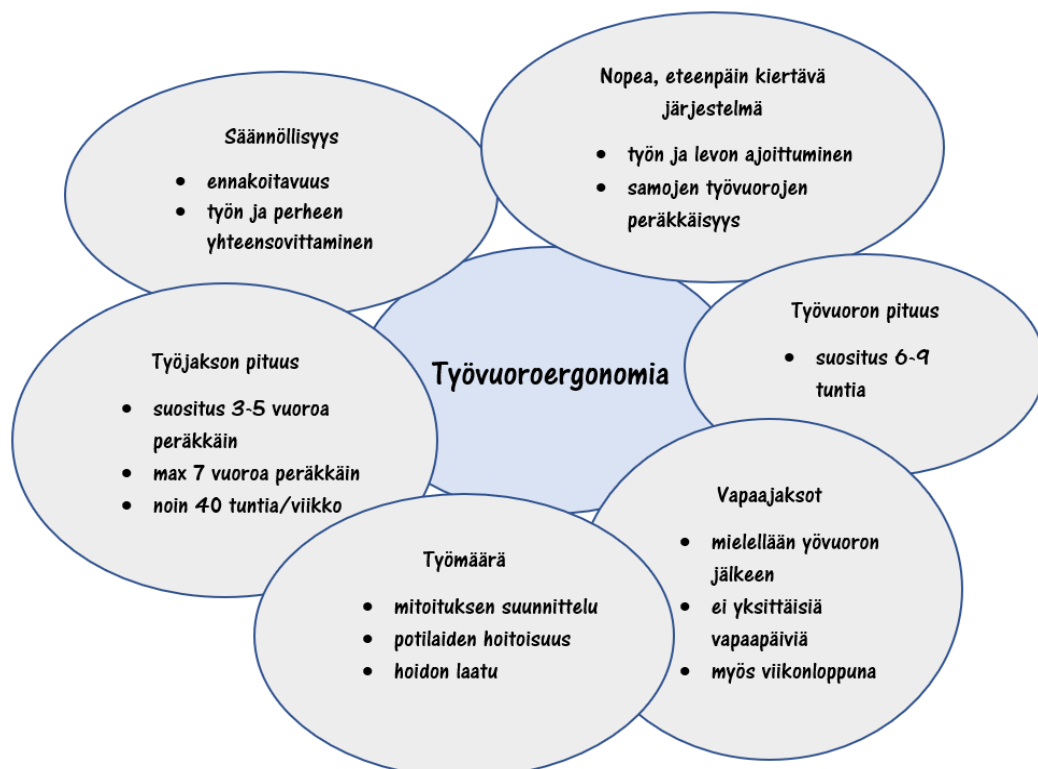 Nopea, eteenpäin kiertävä
järjestelmä
• työn ja levon ajoittuminen
• samojen työvuorojen
peräkkäisyys
Säännöllisyys
• ennakoitavuus
• työn ja perheen
yhteensovittaminen
Työvuoron pituus
• suositus 6-9
tuntia
Työvuoroergonomia
Työjakson pituus
• suositus 3-5 vuoroa
peräkkäin
• max 7 vuoroa peräkkäin
• noin 40 tuntia/viikko
Vapaajaksot
• mielellään yövuoron
jälkeen
• ei yksittäisiä
vapaapäiviä
• myös viikonloppuna
Työmäärä
• mitoituksen suunnittelu
• potilaiden hoitoisuus
• hoidon laatu